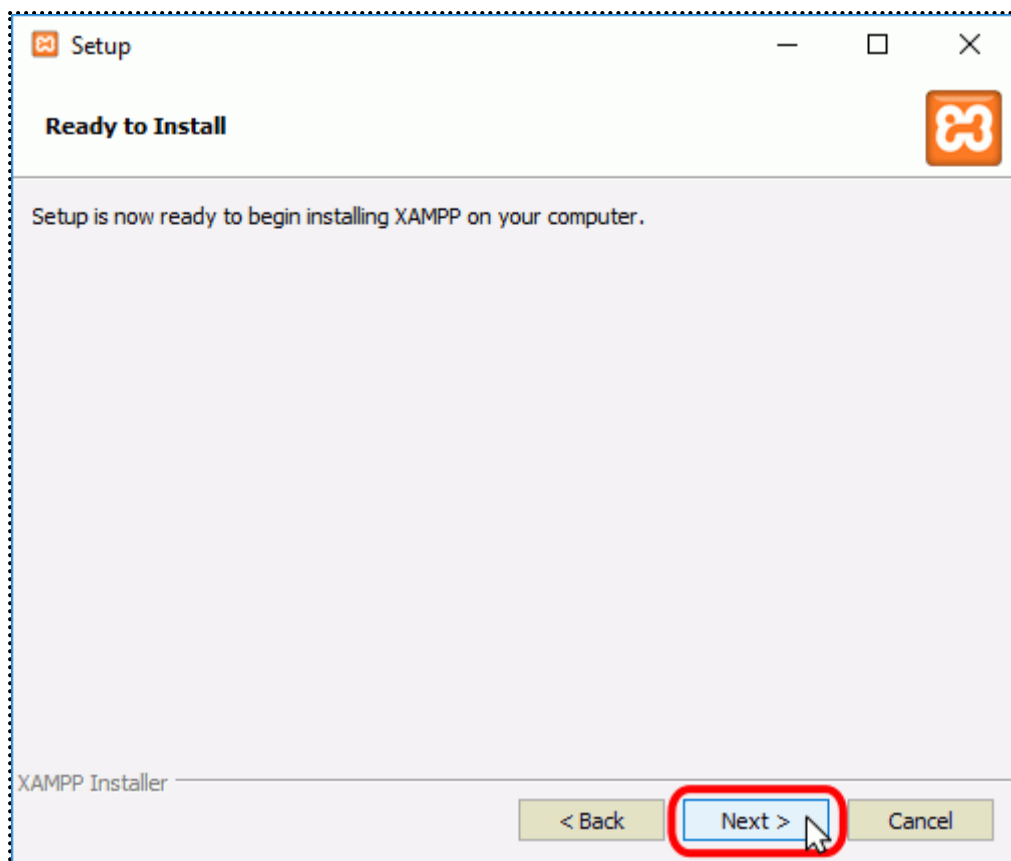 Setup
Ready to Install
Setup is now ready to begin installing XAMPP on your computer.
XAMPP Installer
< Back Next > Cancel